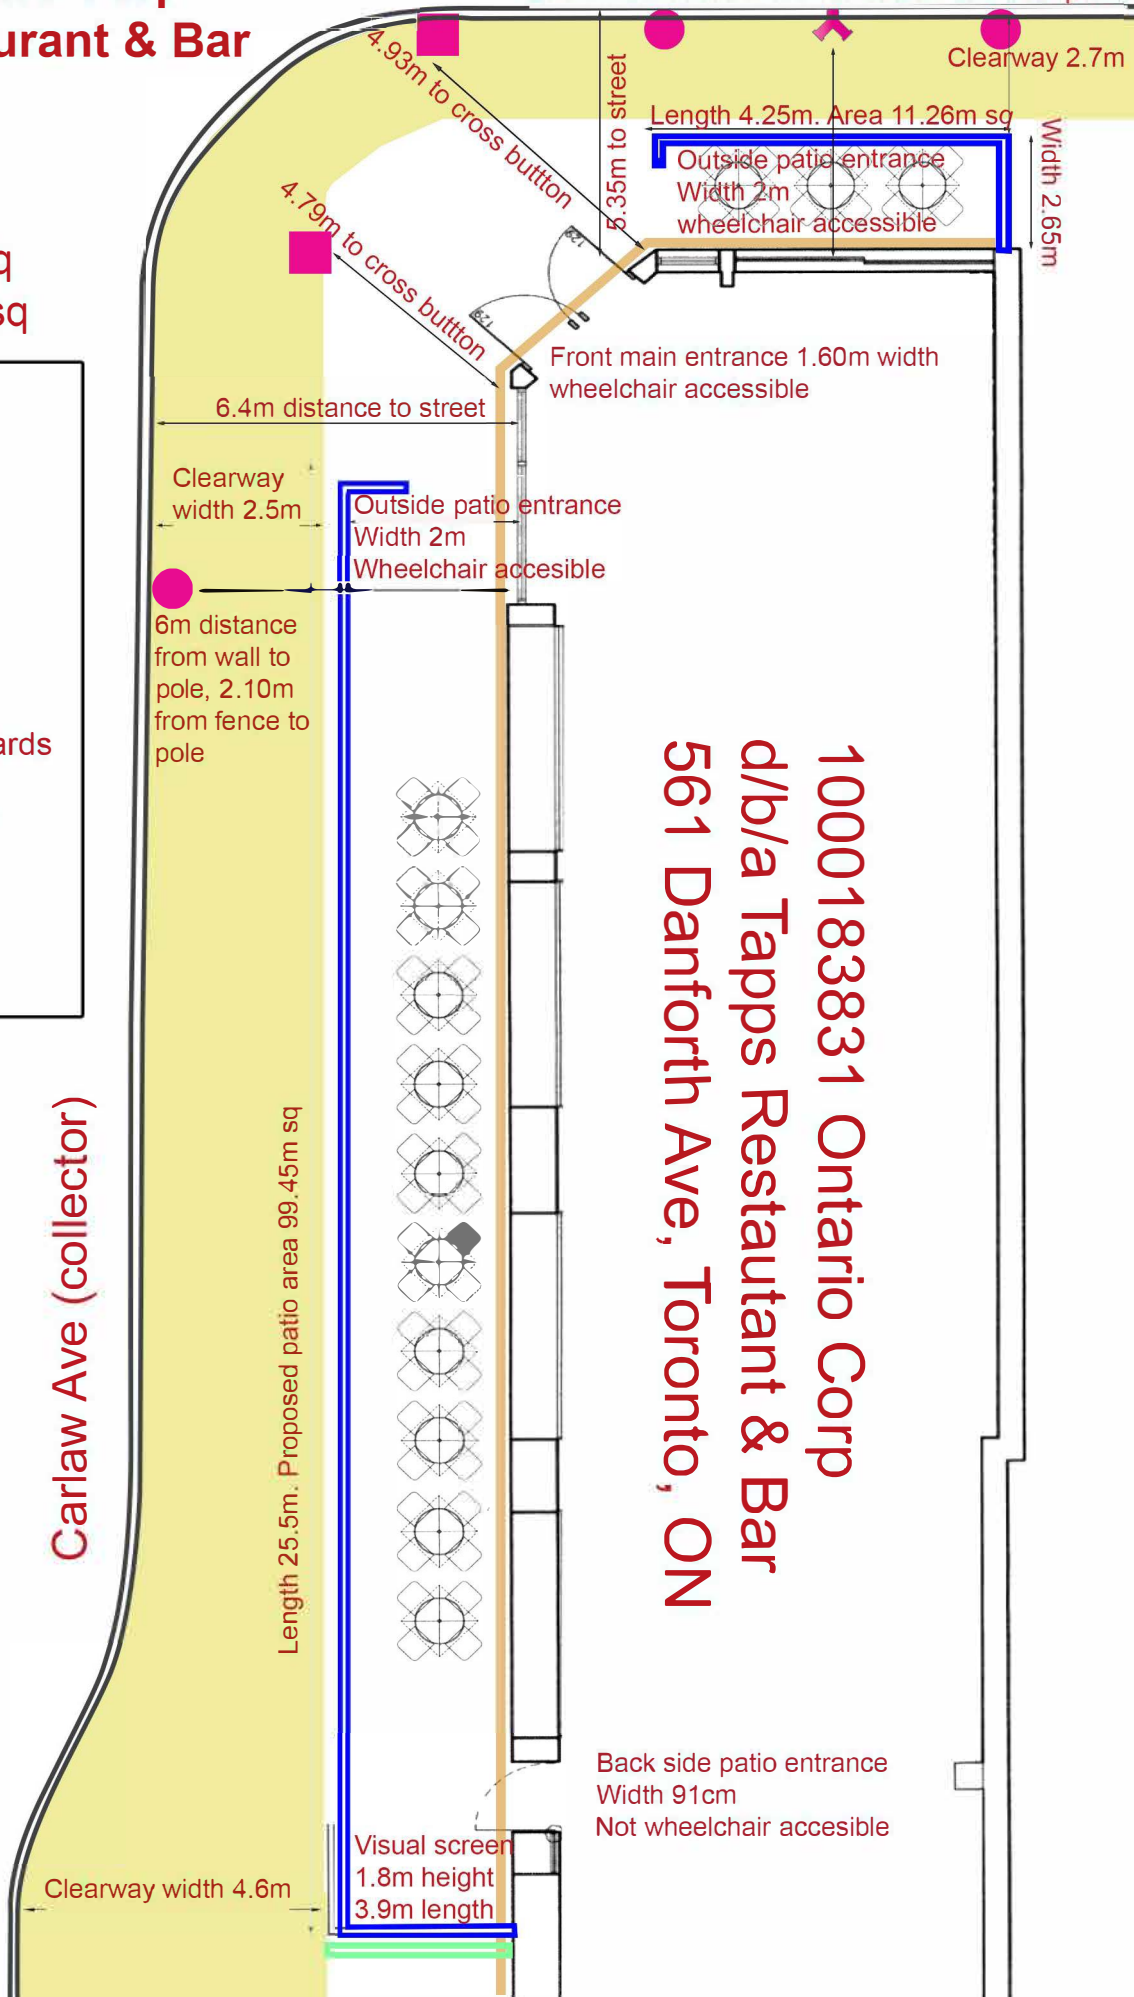 urant & Bar
4.93m to cross buttton
5.35m to street
Clearway 2.7m
Length 4.25m. Area 11.26m sq
Width 2.65m
Outside patio entrance
Width 2m
wheelchair accessible
4.79m to cross buttton
129
129
q
sq
Front main entrance 1.60m width
wheelchair accessible
6.4m distance to street
Clearway
width 2.5m
Outside patio entrance
Width 2m
Wheelchair accesible
6m distance
from wall to
pole, 2.10m
from fence to
pole
ards
1000183831 Ontario Corp
d/b/a Tapps Restautant & Bar
561 Danforth Ave, Toronto, ON
Carlaw Ave (collector)
Length 25.5m. Proposed patio area 99.45m sq
Back side patio entrance
Width 91cm
Not wheelchair accesible
Visual screen
1.8m height
3.9m length
Clearway width 4.6m